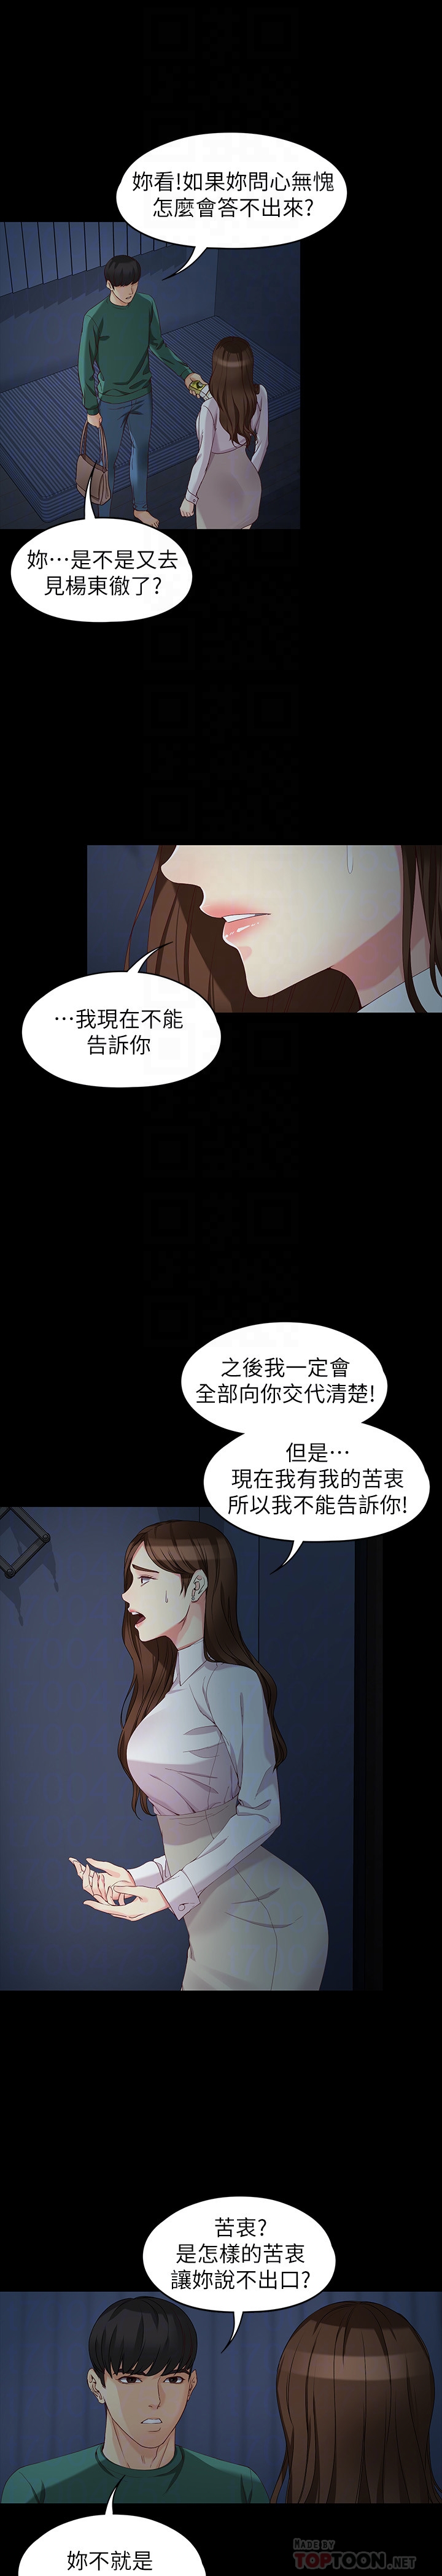 妳看!如果妳問心無愧
怎麼會答不出來?
妳⋯是不是又去
見楊東徹了?
⋯我現在不能
告訴你
之後我一定會
全部向你交代清楚!
但是⋯
現在我有我的苦衷
所以我不能告訴你!
苦衷?
是怎樣的苦衷
讓妳說不出口?
妳不就是
MADE BY
TOPTOON.NET